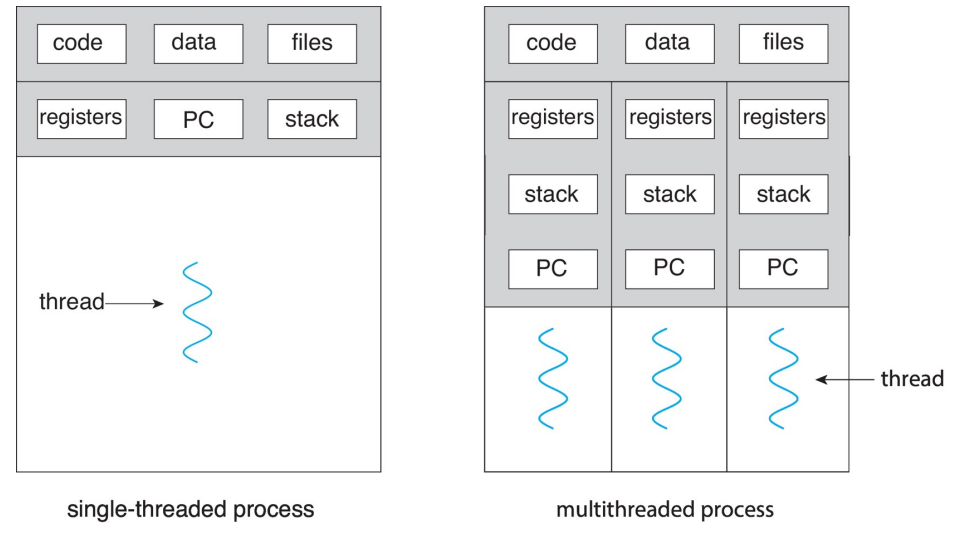 code data files
registers PC stack
thread
single-threaded process
code data files
registers registers registers
stack stack stack
PC PC PC
thread
multithreaded process